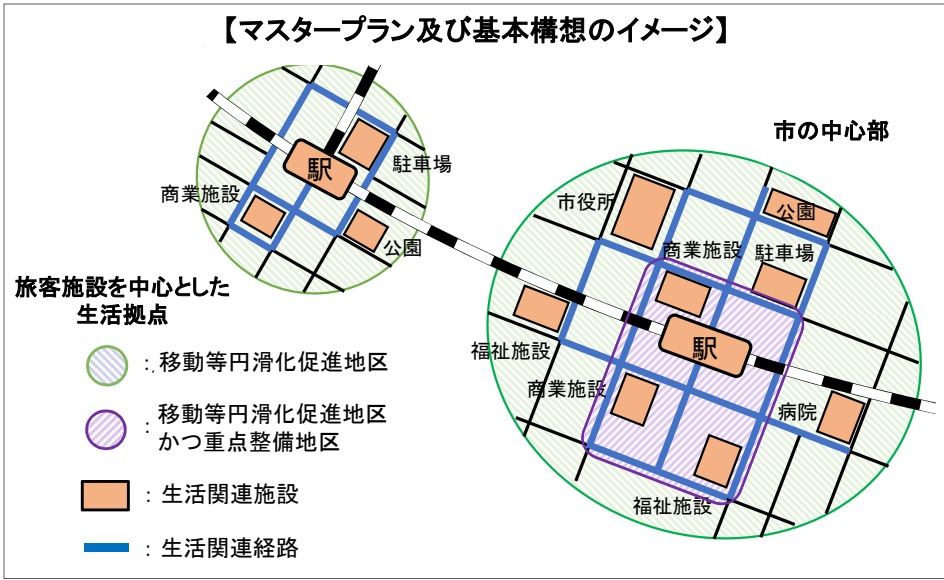 【マスタープラン及び基本構想のイメージ】
市の中心部
駅
駐車場
商業施設
公園
旅客施設を中心とした
生活拠点
市役所
公園
商業施設
駐車場
駅
福祉施設
商業施設
病院
福祉施設
：移動等円滑化促進地区
：移動等円滑化促進地区
かつ重点整備地区
：生活関連施設
：生活関連経路